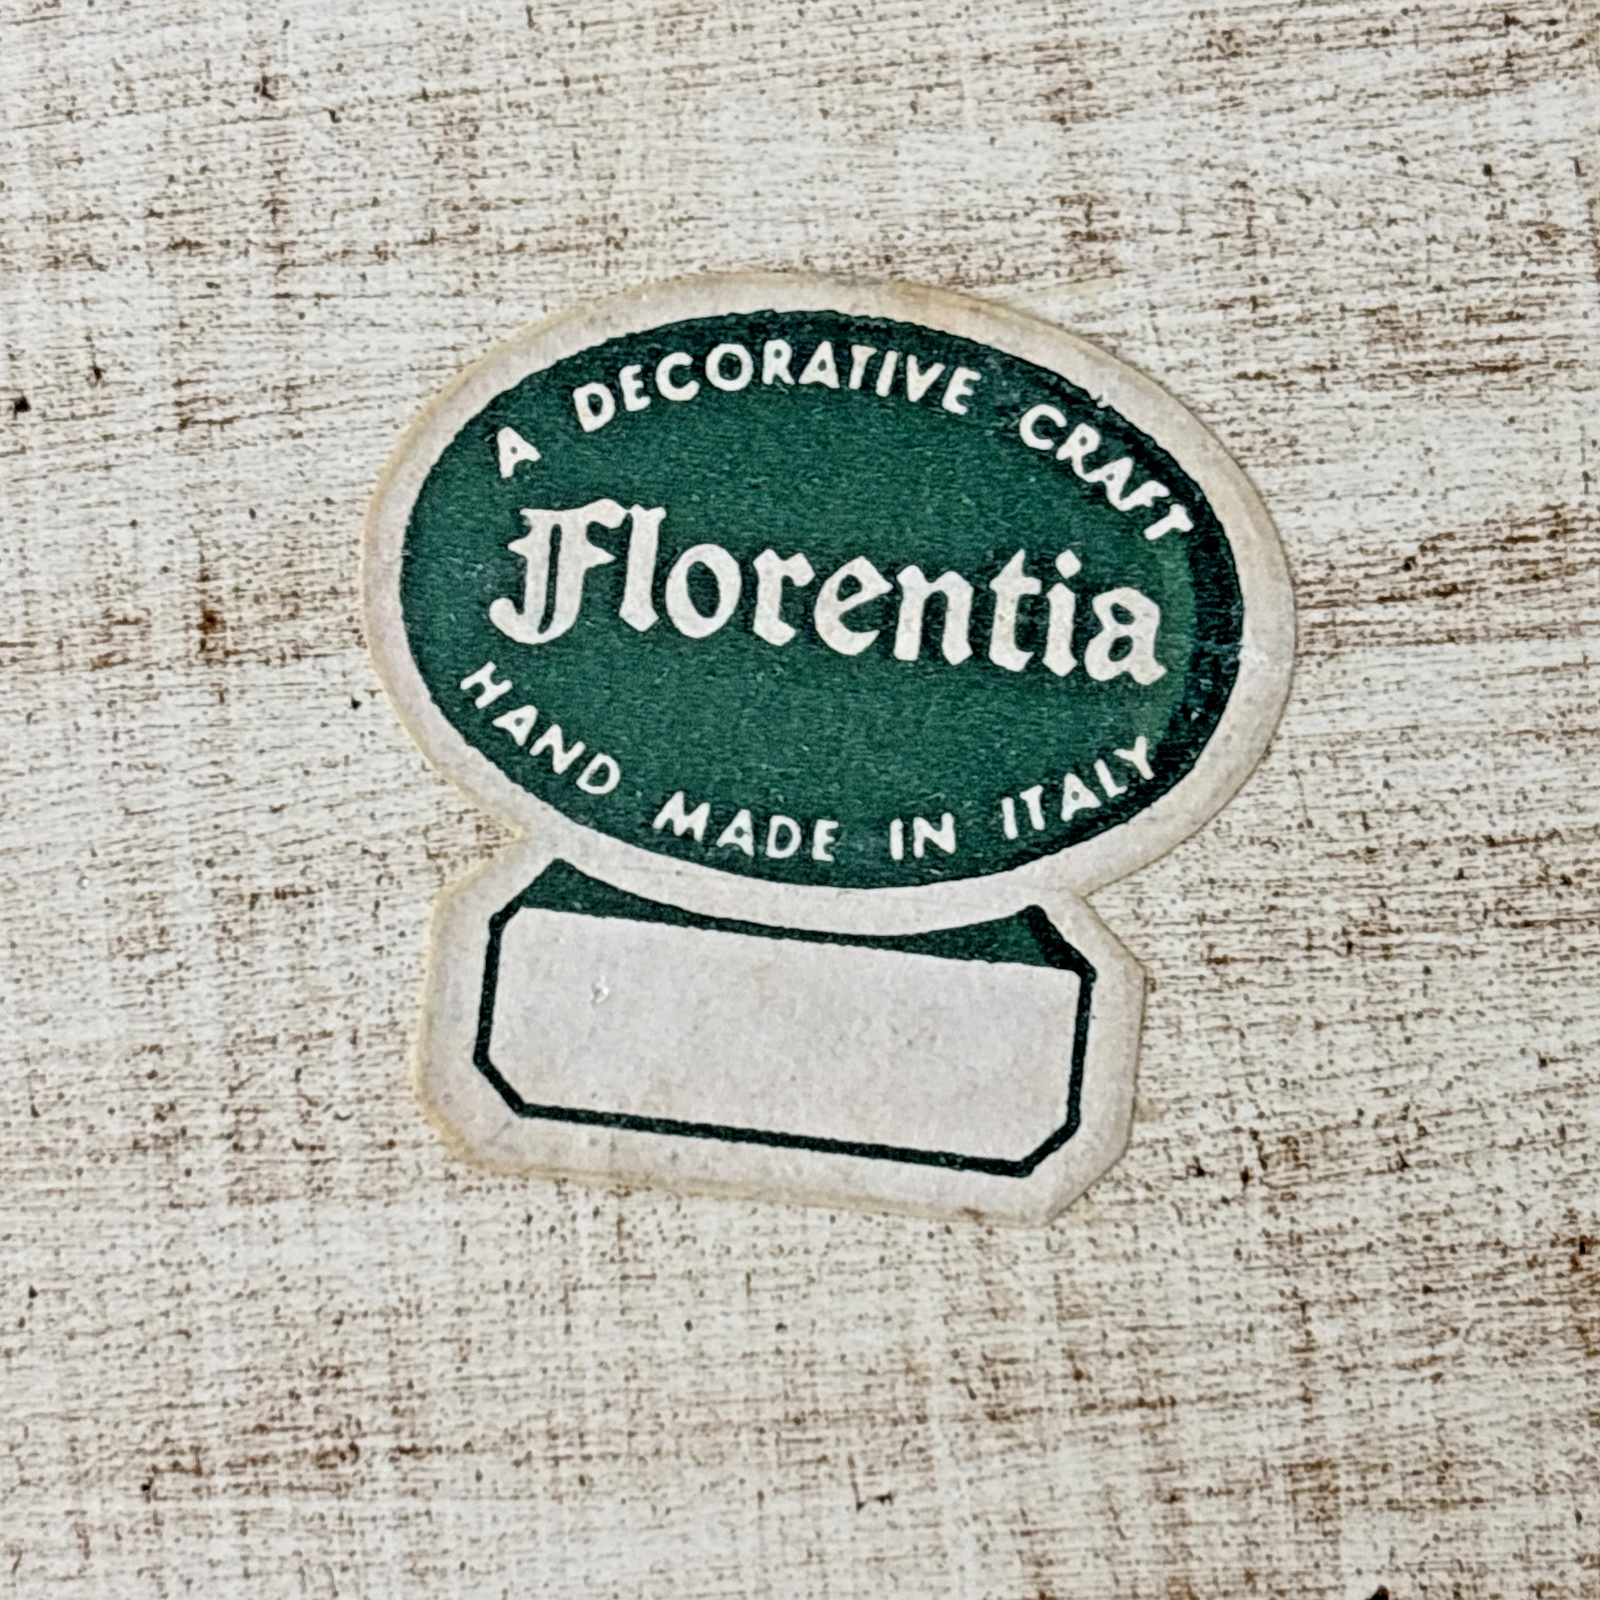 A DECORATIVE CRAFT
Florentia
HAND MADE IN ITALY